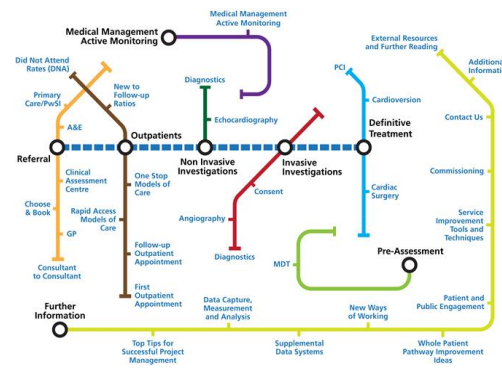 Medical Management
Active Monitoring
Medical Management
Active Monitoring
External Resources
and Further Reading
Did Not Attend
Rates (DNA)
PCI
Additiona
Informati
New to
Follow-up
Ratios
Diagnostics
Primary
Care/PwSI
Cardioversion
Contact Us
A&E
Echocardiography
Outpatients
Definitive
Treatment
Referral
Non Invasive
Investigations
Invasive
Investigations
Clinical
Assessment
Centre
One Stop
Models of
Care
Consent
Cardiac
Surgery
Commissioning
Choose
& Book
Rapid Access
Models of
Care
Angiography
Service
Improvement
Tools and
Techniques
GP
Follow-up
Outpatient
Appointment
Diagnostics
MDT
Pre-Assessment
Consultant
to Consultant
First
Outpatient
Appointment
Further
Information
Data Capture,
Measurement
and Analysis
New Ways
of Working
Patient and
Public Engagement
Top Tips for
Successful Project
Management
Supplemental
Data Systems
Whole Patient
Pathway Improvement
Ideas